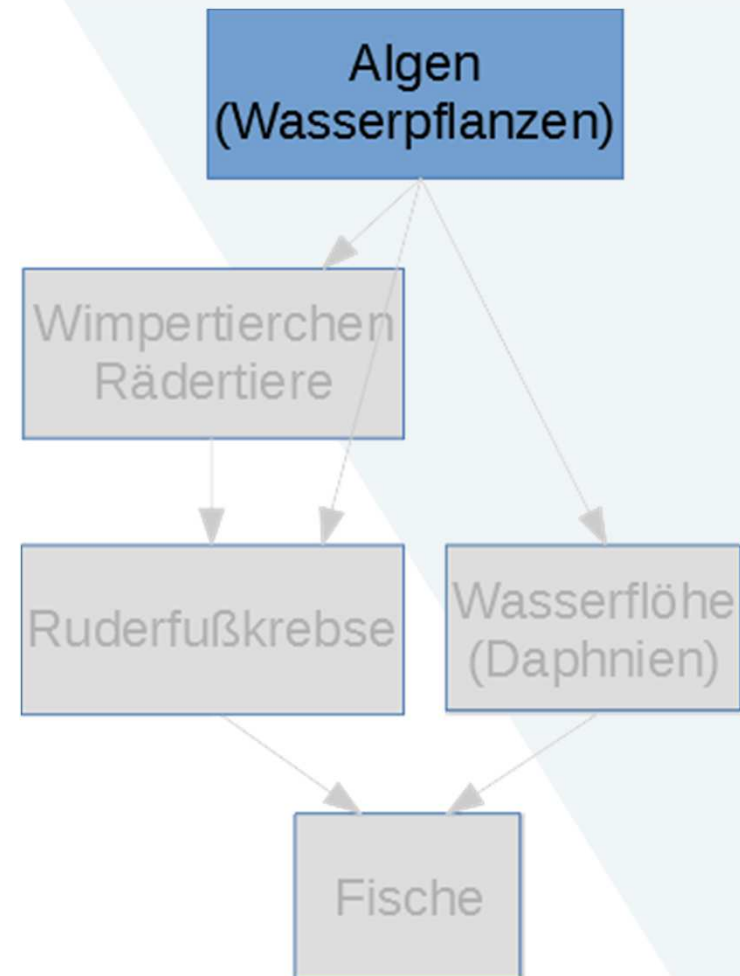 Algen
(Wasserpflanzen)
Wimpertierchen
Rädertiere
Ruderfußkrebse
Wasserflöhe
(Daphnien)
Fische